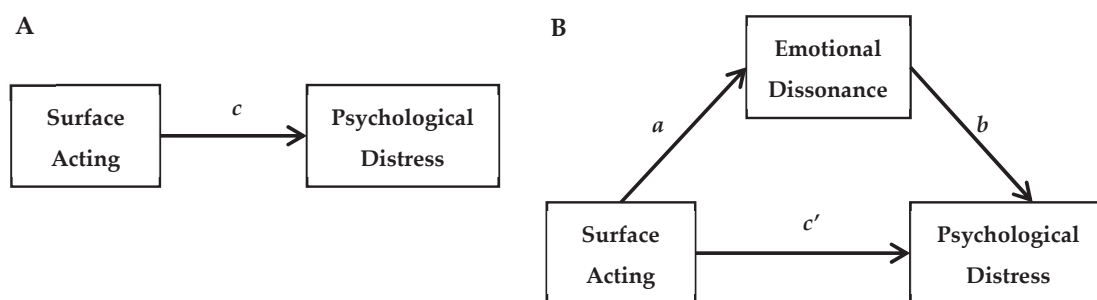 A
Surface
Acting
c
Psychological
Distress
B
Emotional
Dissonance
a
b
Surface
Acting
c'
Psychological
Distress